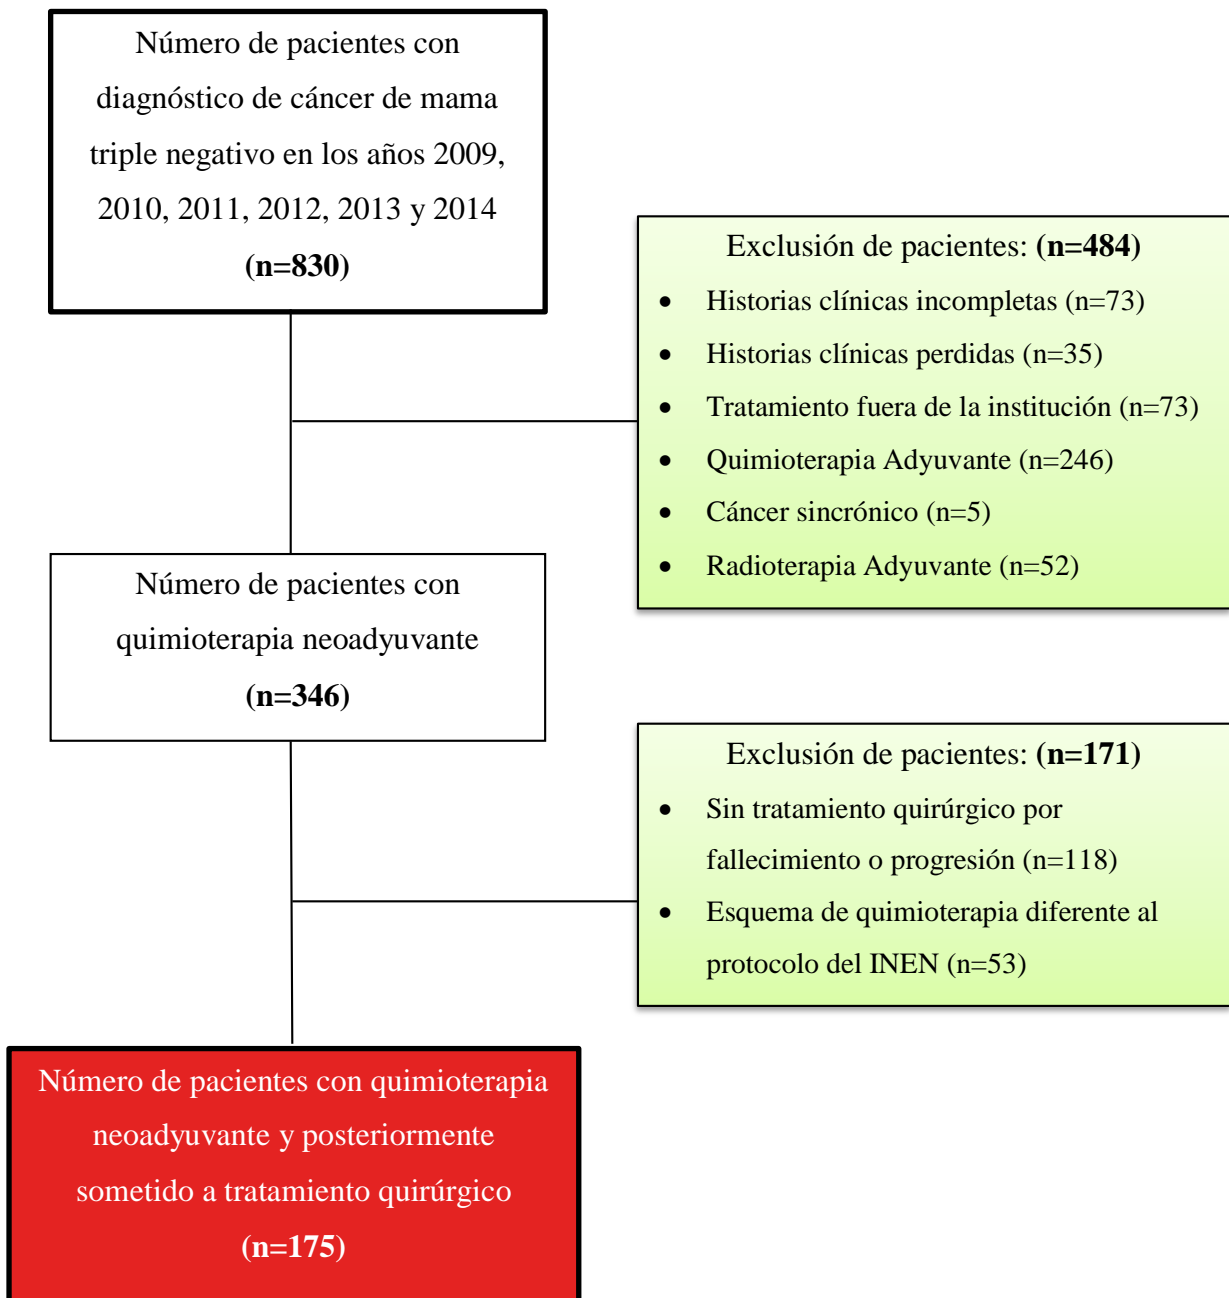 Número de pacientes con
diagnóstico de cáncer de mama
triple negativo en los años 2009,
2010, 2011, 2012, 2013 y 2014
(n=830)
Exclusión de pacientes: (n=484)
• Historias clínicas incompletas (n=73)
• Historias clínicas perdidas (n=35)
• Tratamiento fuera de la institución (n=73)
• Quimioterapia Adyuvante (n=246)
• Cáncer sincrónico (n=5)
• Radioterapia Adyuvante (n=52)
Número de pacientes con
quimioterapia neoadyuvante
(n=346)
Exclusión de pacientes: (n=171)
• Sin tratamiento quirúrgico por
fallecimiento o progresión (n=118)
• Esquema de quimioterapia diferente al
protocolo del INEN (n=53)
Número de pacientes con quimioterapia
neoadyuvante y posteriormente
sometido a tratamiento quirúrgico
(n=175)